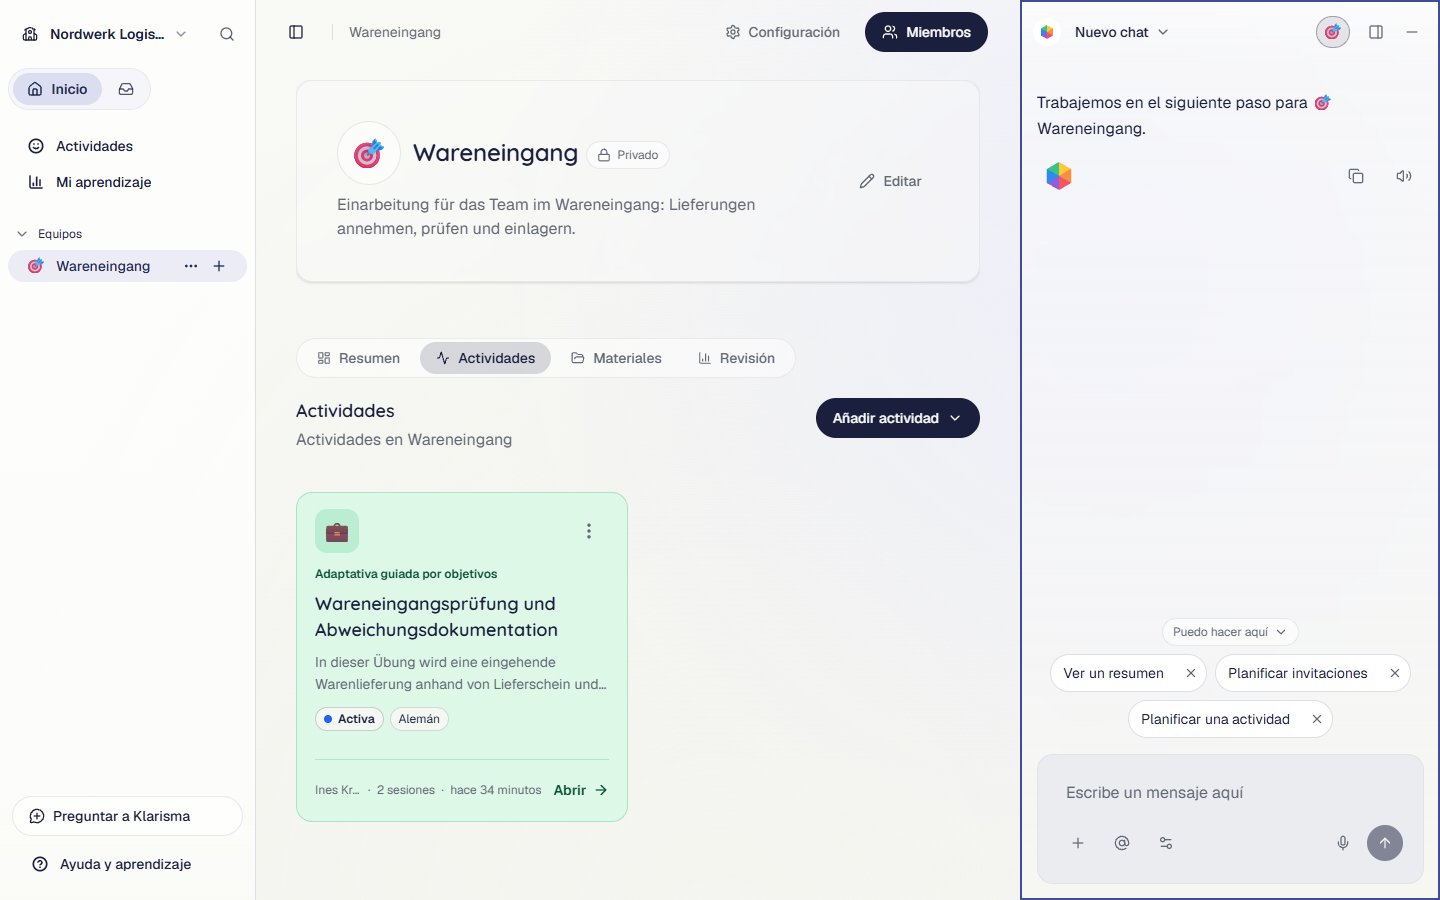 Nordwerk Logis...
Inicio
Actividades
Mi aprendizaje
Equipos
Wareneingang
Preguntar a Klarisma
Ayuda y aprendizaje
Wareneingang
Configuración
Miembros
Wareneingang
Privado
Einarbeitung für das Team im Wareneingang: Lieferungen
annehmen, prüfen und einlagern.
Editar
Resumen
Actividades
Materiales
Revisión
Actividades
Actividades en Wareneingang
Añadir actividad
Adaptativa guiada por objetivos
Wareneingangsprüfung und
Abweichungsdokumentation
In dieser Übung wird eine eingehende
Warenlieferung anhand von Lieferschein und...
Activa
Alemán
Ines Kr... · 2 sesiones · hace 34 minutos
Abrir
Nuevo chat
Trabajemos en el siguiente paso para
Wareneingang.
Puedo hacer aquí
Ver un resumen
Planificar invitaciones
Planificar una actividad
Escribe un mensaje aquí